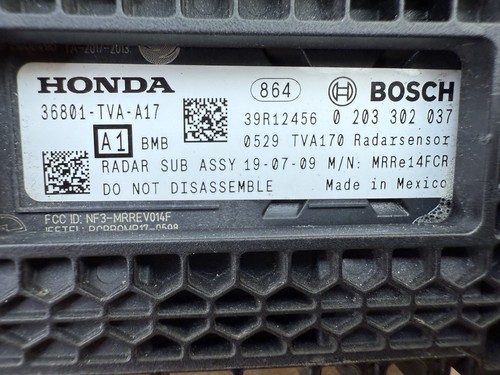 HONDA 864 BOSCH
36801-TVA-A17 39R12456 0 203 302 037
A1 BMB 0529 TVA170 Radarsensor
RADAR SUB ASSY 19-07-09 M/N: MRRe14FCR
DO NOT DISASSEMBLE Made in Mexico
FCC ID: NF3-MRREVO14F